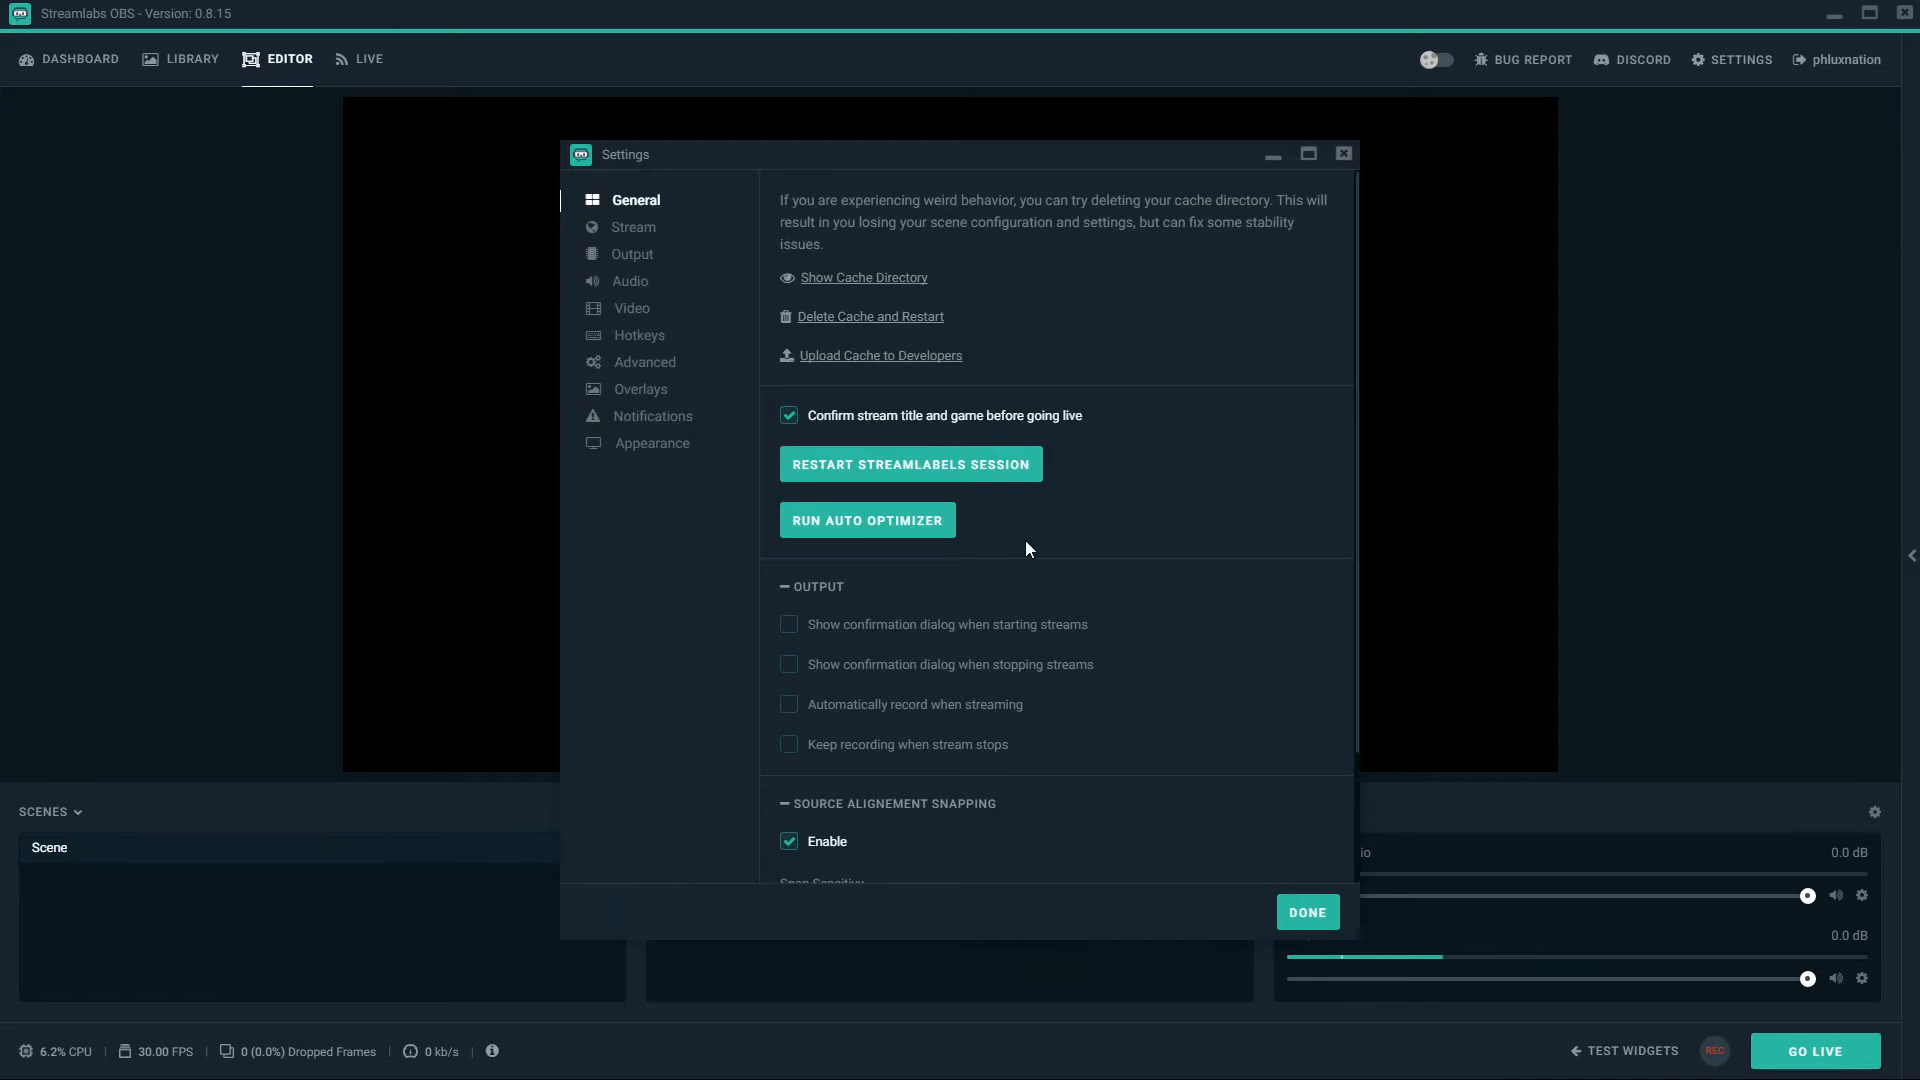 Streamlabs OBS - Version: 0.8.15
DASHBOARD
LIBRARY
EDITOR
LIVE
BUG REPORT
DISCORD
SETTINGS
phluxnation
Settings
General
Stream
Output
Audio
Video
Hotkeys
Advanced
Overlays
Notifications
Appearance
If you are experiencing weird behavior, you can try deleting your cache directory. This will
result in you losing your scene configuration and settings, but can fix some stability
issues.
Show Cache Directory
Delete Cache and Restart
Upload Cache to Developers
Confirm stream title and game before going live
RESTART STREAMLABELS SESSION
RUN AUTO OPTIMIZER
OUTPUT
Show confirmation dialog when starting streams
Show confirmation dialog when stopping streams
Automatically record when streaming
Keep recording when stream stops
SOURCE ALIGNEMENT SNAPPING
Enable
DONE
SCENES
Scene
io
0.0 dB
0.0 dB
6.2% CPU
30.00 FPS
0 (0.0%) Dropped Frames
0 kb/s
TEST WIDGETS
REC
GO LIVE